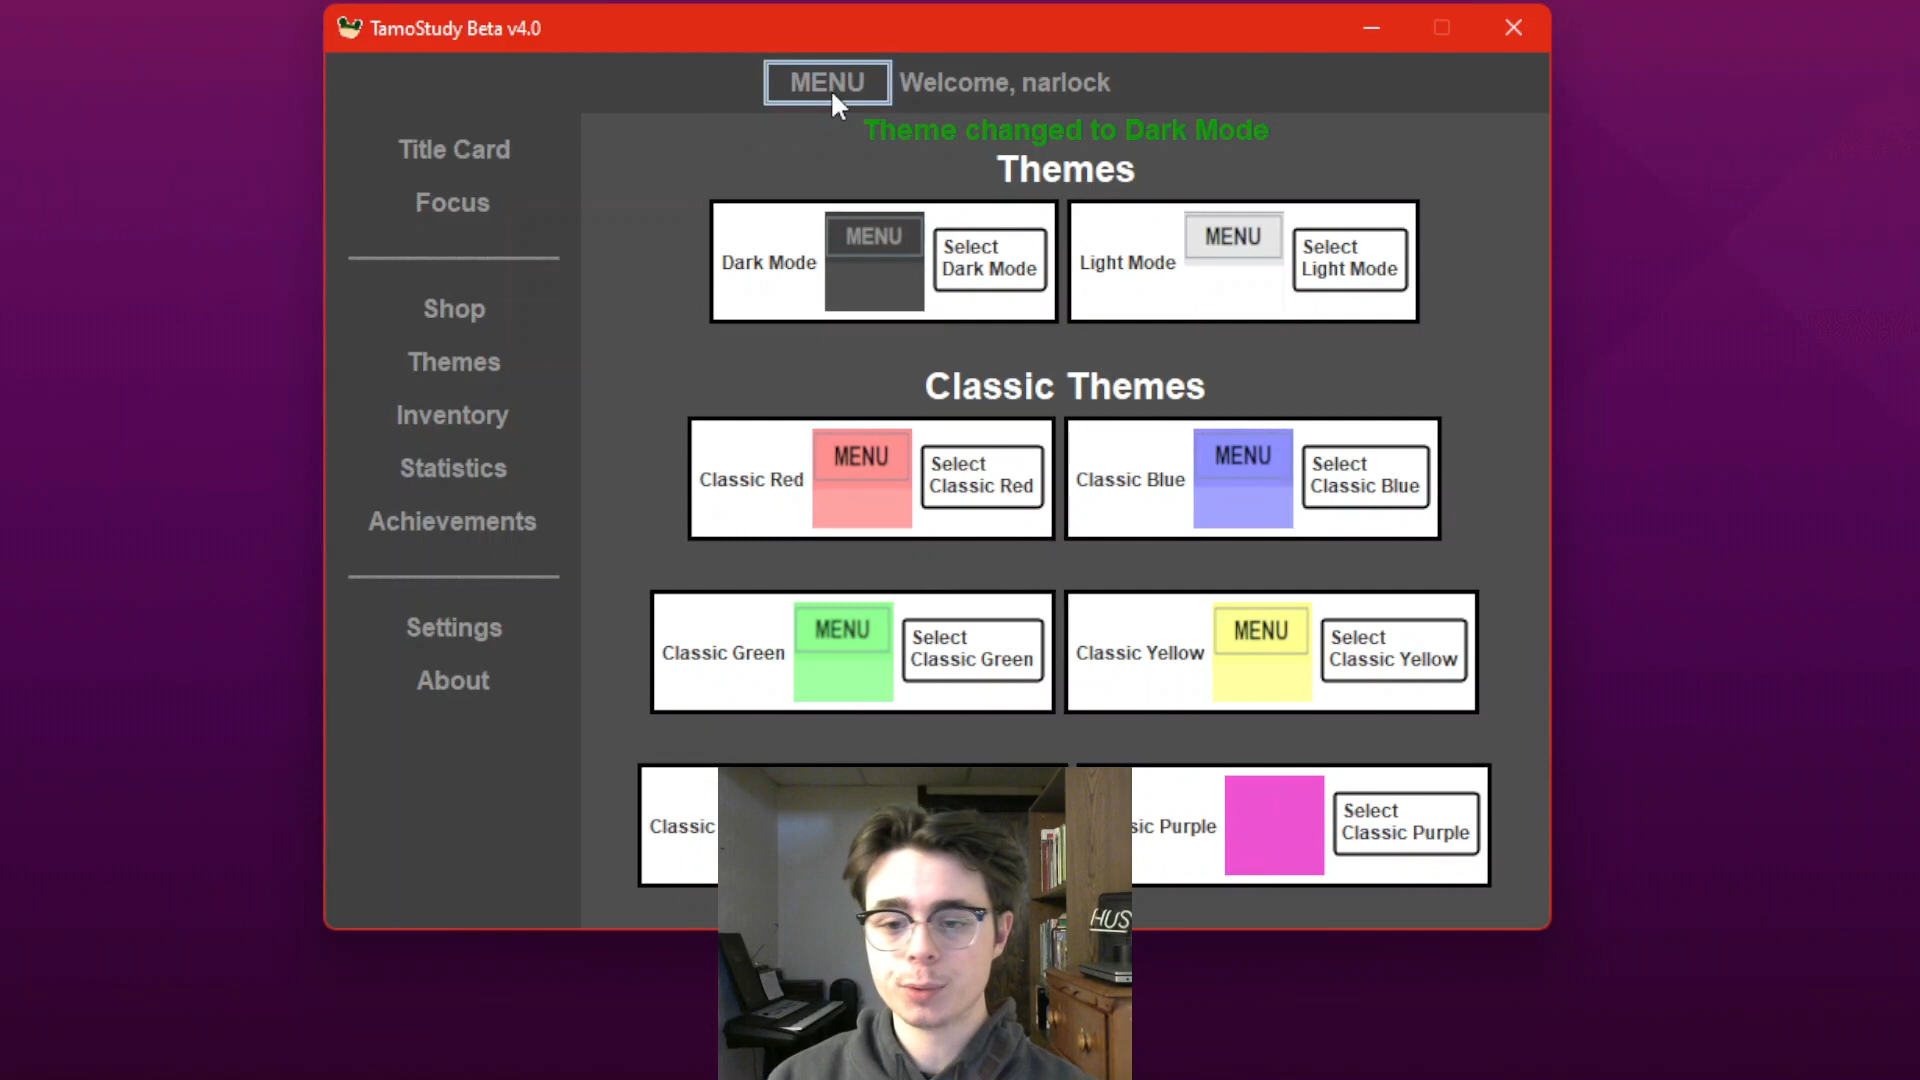 TamoStudy Beta v4.0
MENU Welcome, narlock
Theme changed to Dark Mode
Title Card
Focus
Shop
Themes
Inventory
Statistics
Achievements
Settings
About
Themes
Dark Mode
MENU
Select
Dark Mode
Light Mode
MENU
Select
Light Mode
Classic Themes
Classic Red
MENU
Select
Classic Red
Classic Blue
MENU
Select
Classic Blue
Classic Green
MENU
Select
Classic Green
Classic Yellow
MENU
Select
Classic Yellow
Classic
sic Purple
Select
Classic Purple
HUS